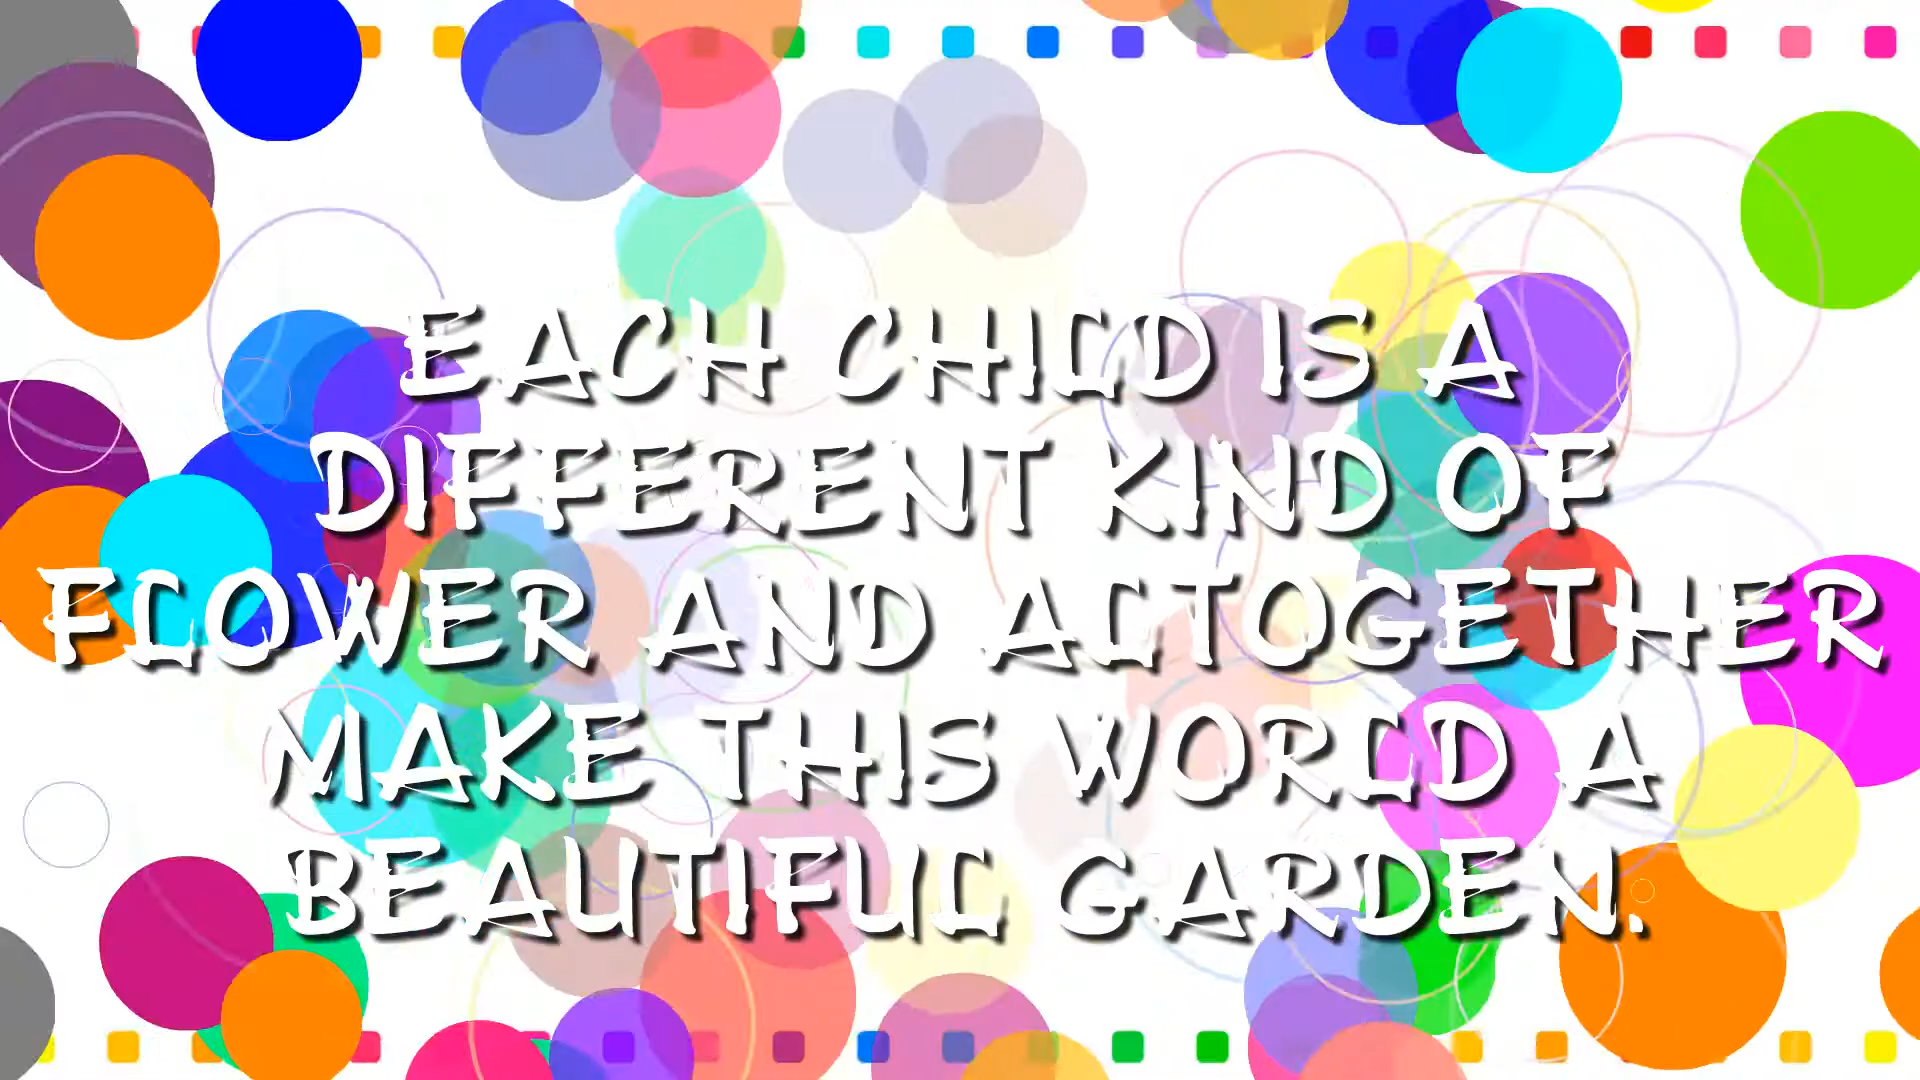 EACH CHILD IS A
DIFFERENT KIND OF
FLOWER AND ALTOGETHER
MAKE THIS WORLD A
BEAUTIFUL GARDEN.